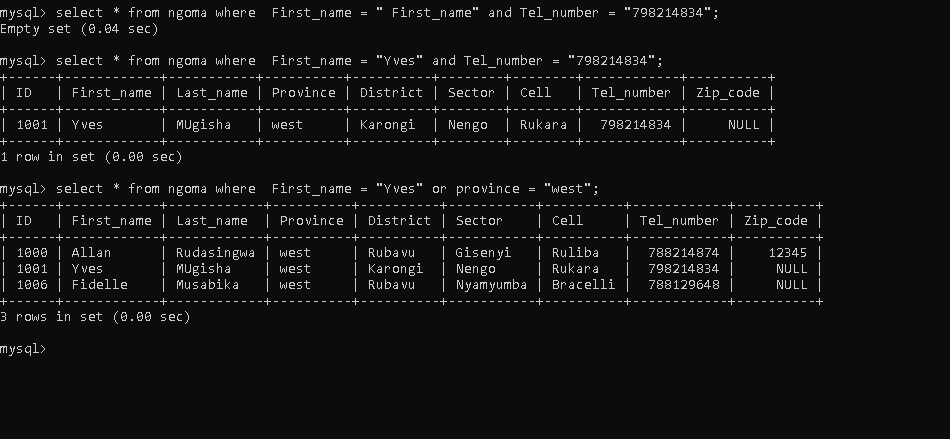 mysql> select * from ngoma where  First_name = " First_name" and Tel_number = "798214834";
Empty set (0.04 sec)
mysql> select * from ngoma where  First_name = "Yves" and Tel_number = "798214834";
+------+------------+-----------+----------+----------+--------+--------+------------+----------+
| ID   | First_name | Last_name | Province | District | Sector | Cell   | Tel_number | Zip_code |
+------+------------+-----------+----------+----------+--------+--------+------------+----------+
| 1001 | Yves       | MUgisha   | west     | Karongi  | Nengo  | Rukara |  798214834 |     NULL |
+------+------------+-----------+----------+----------+--------+--------+------------+----------+
1 row in set (0.00 sec)
mysql> select * from ngoma where  First_name = "Yves" or province = "west";
+------+------------+------------+----------+----------+-----------+----------+------------+----------+
| ID   | First_name | Last_name  | Province | District | Sector    | Cell     | Tel_number | Zip_code |
+------+------------+------------+----------+----------+-----------+----------+------------+----------+
| 1000 | Allan      | Rudasingwa | west     | Rubavu   | Gisenyi   | Ruliba   |  788214874 |    12345 |
| 1001 | Yves       | MUgisha    | west     | Karongi  | Nengo     | Rukara   |  798214834 |     NULL |
| 1006 | Fidelle    | Musabika   | west     | Rubavu   | Nyamyumba | Bracelli |  788129648 |     NULL |
+------+------------+------------+----------+----------+-----------+----------+------------+----------+
3 rows in set (0.00 sec)
mysql>